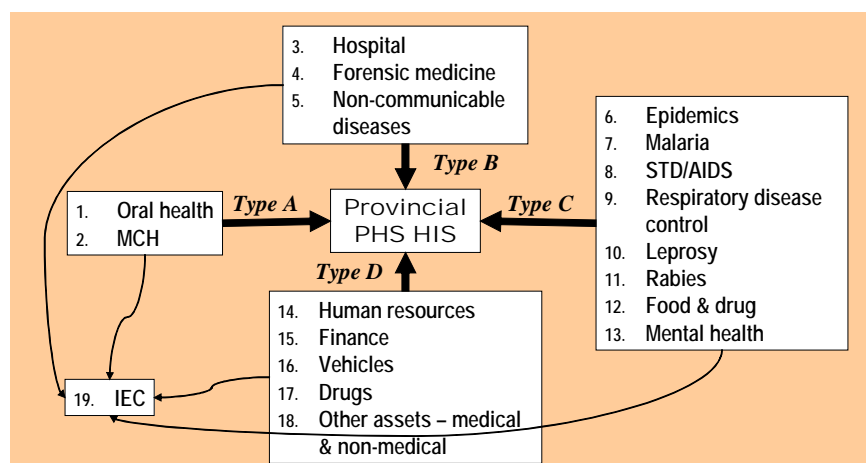 3. Hospital
4. Forensic medicine
5. Non-communicable
diseases
Type B
6. Epidemics
7. Malaria
8. STD/AIDS
9. Respiratory disease
control
10. Leprosy
11. Rabies
12. Food & drug
13. Mental health
Type C
1. Oral health
2. MCH
Type A
Provincial
PHS HIS
Type D
14. Human resources
15. Finance
16. Vehicles
17. Drugs
18. Other assets – medical
& non-medical
19. IEC